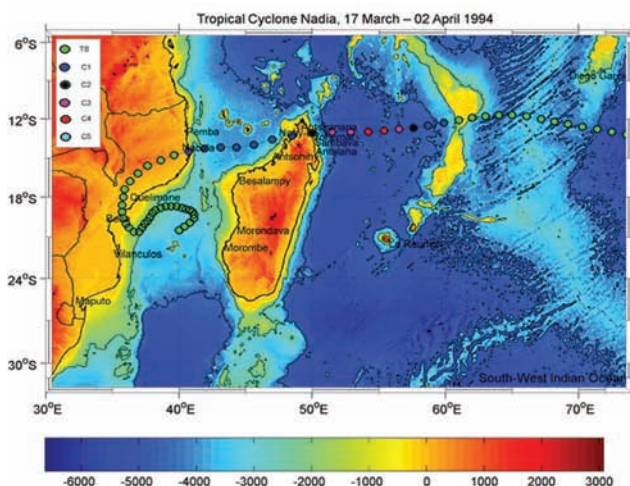 Tropical Cyclone Nadia, 17 March – 02 April 1994
6°S
TS
C1
C2
C3
C4
C5
Diego Garci
12°S
Pemba
Nacala
Antalaha
Besalampy
18°S
Quelimane
Morondava
Vilanculos
Morombe
La Reunion
24°S
Maputo
30°S
South-West Indian Ocean
30°E 40°E 50°E 60°E 70°E
-6000 -5000 -4000 -3000 -2000 -1000 0 1000 2000 3000